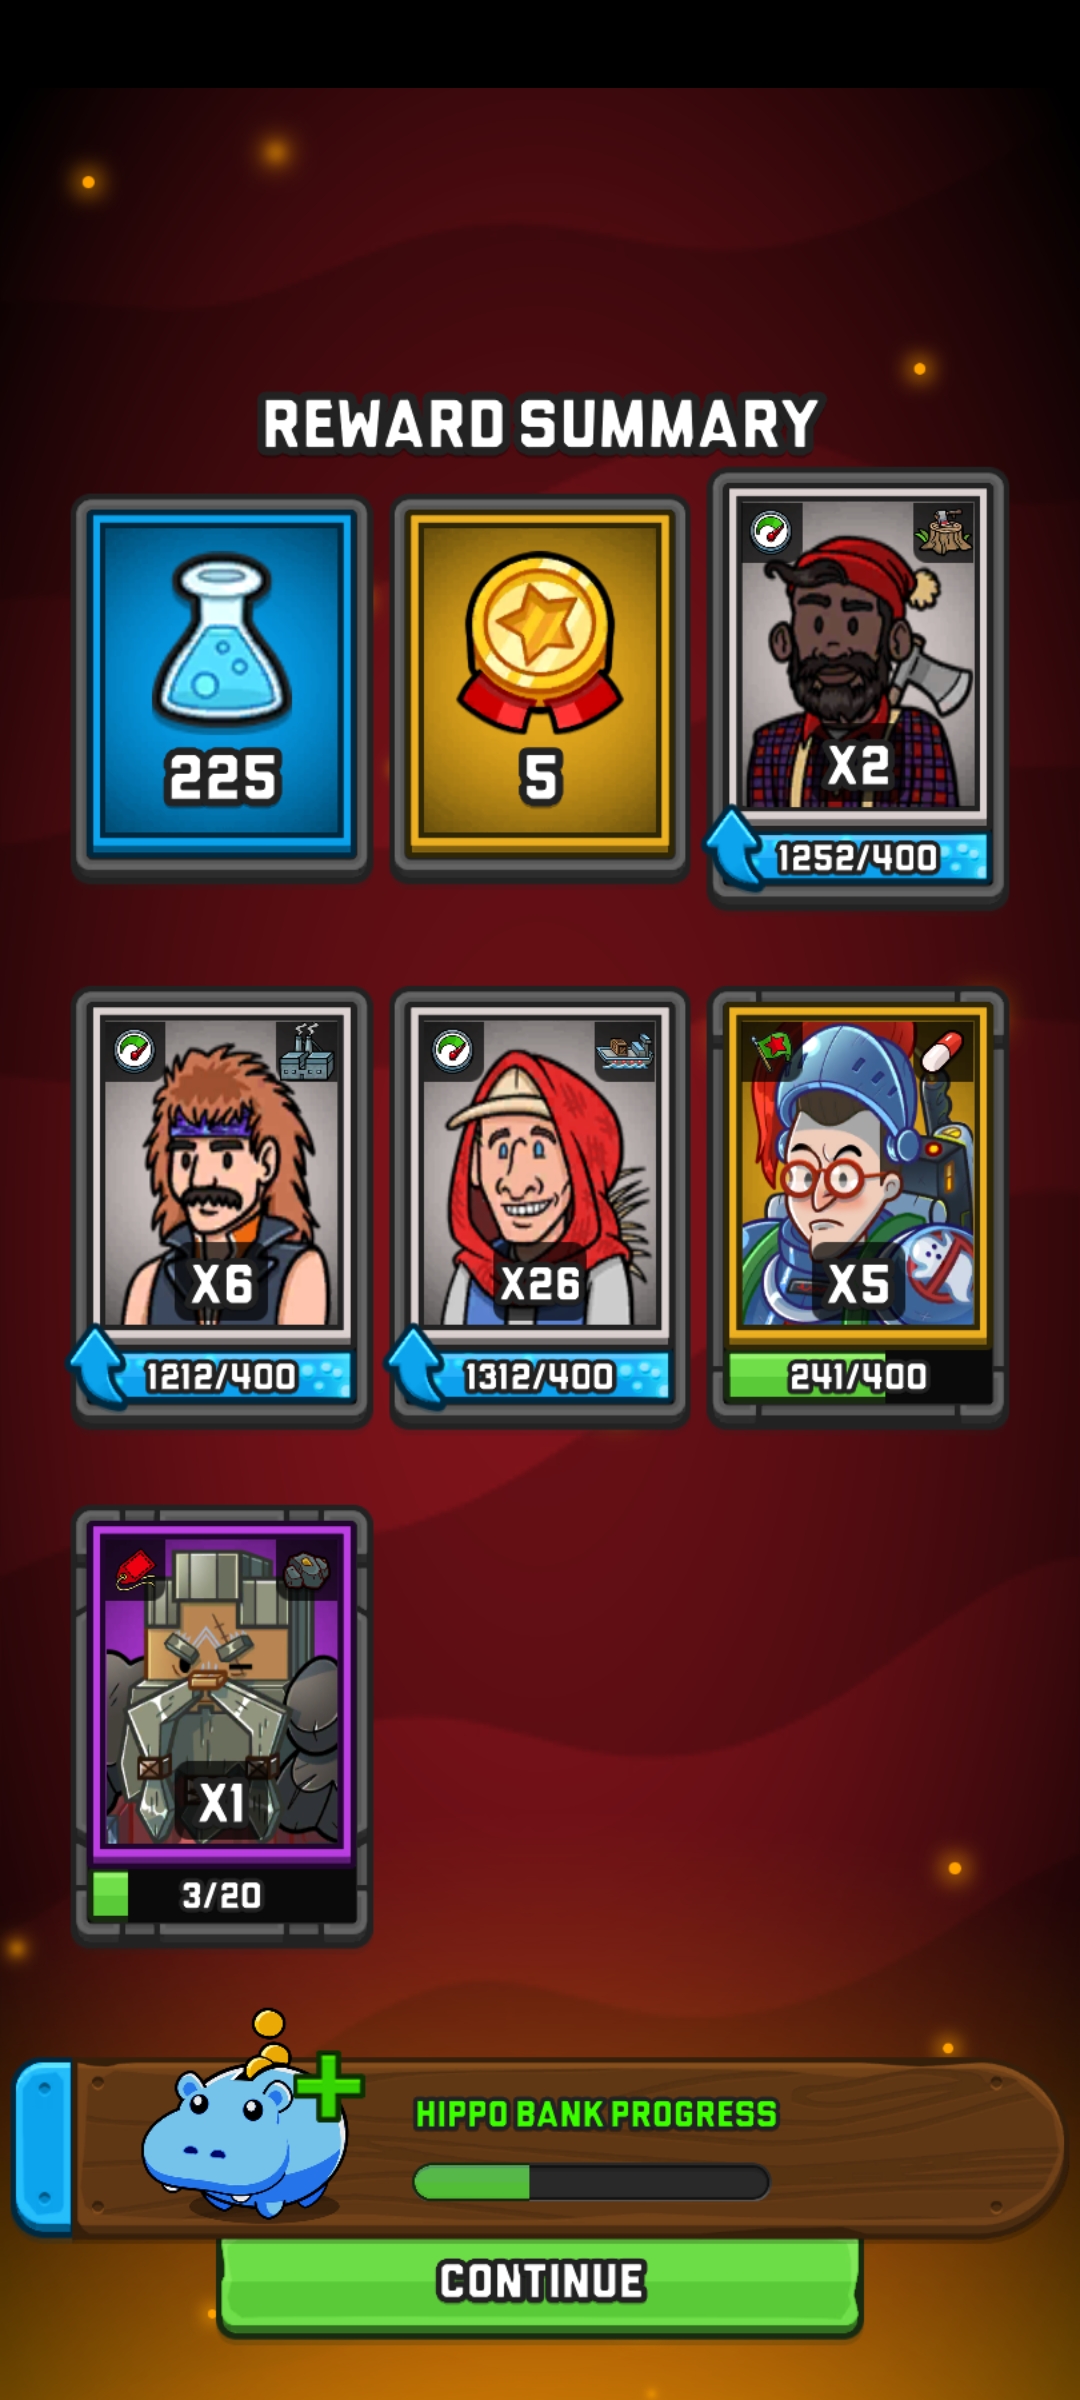 REWARD SUMMARY
225
5
X2
1252/400
X6
1212/400
X26
1312/400
X5
241/400
X1
3/20
HIPPO BANK PROGRESS
CONTINUE